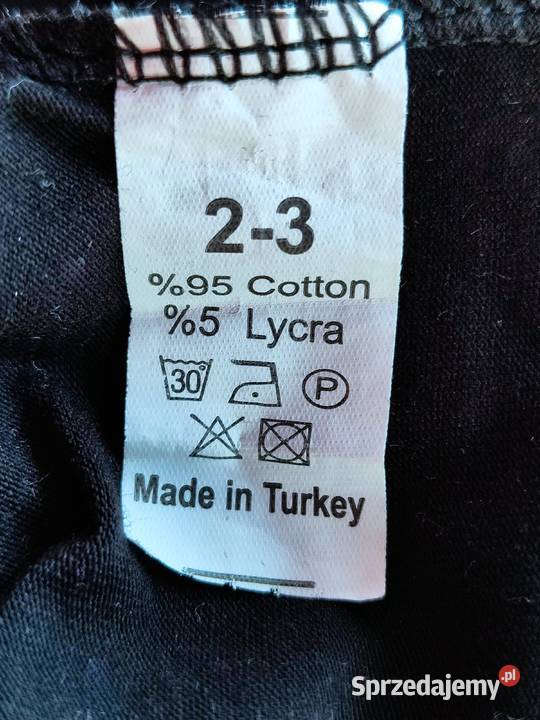 2-3
%95 Cotton
%5 Lycra
30 P
Made in Turkey
Sprzedajemy.pl